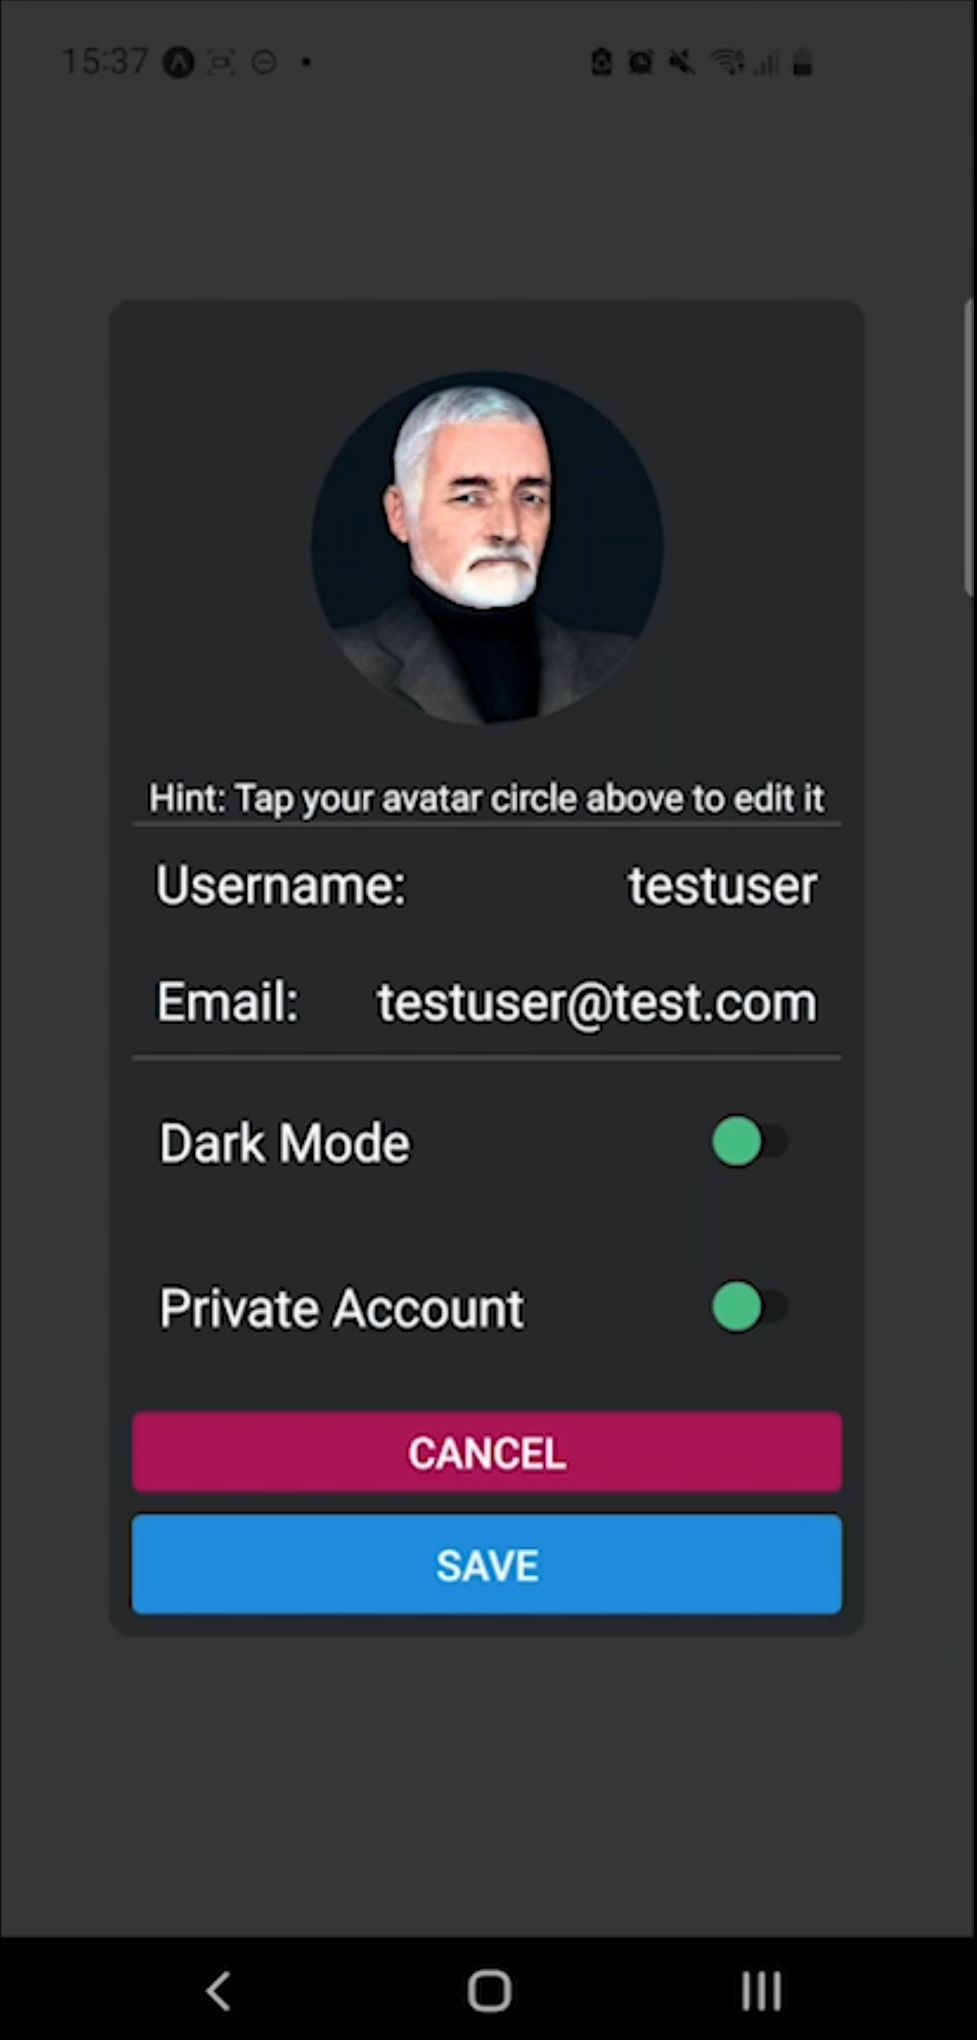 15:37
Hint: Tap your avatar circle above to edit it
Username: testuser
Email: testuser@test.com
Dark Mode
Private Account
CANCEL
SAVE